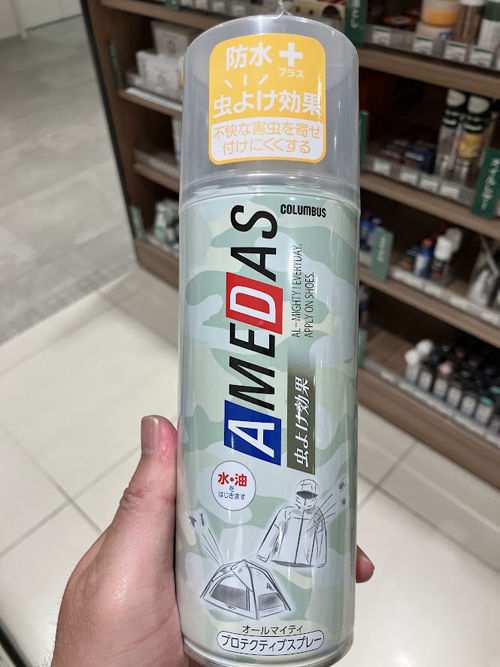 防水+
プラス
虫よけ効果
不快な害虫を寄せ
付けにくくする
COLUMBUS
AMEDAS
AL-MIGHTY! EVERYDAY.
APPLY ON SHOES.
虫よけ効果
水・油
を
はじきます
オールマイティ
プロテクティブスプレー